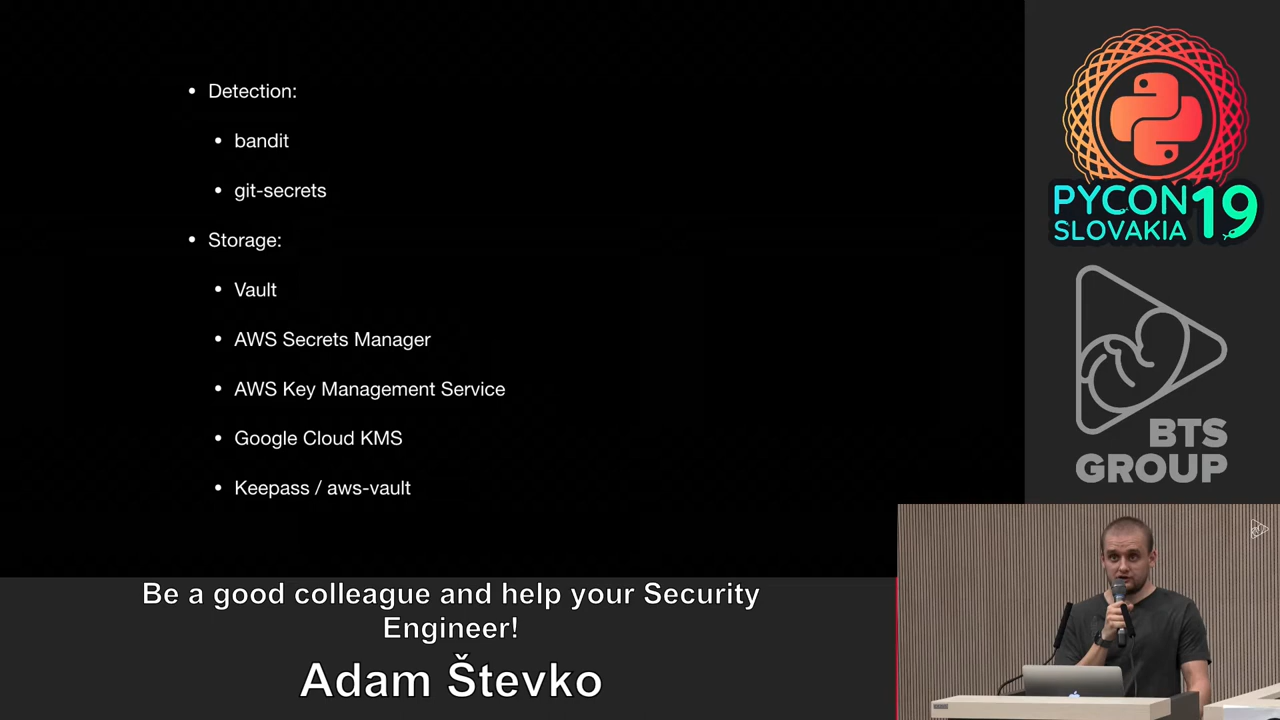 • Detection:
• bandit
• git-secrets
• Storage:
• Vault
• AWS Secrets Manager
• AWS Key Management Service
• Google Cloud KMS
• Keepass / aws-vault
PYCON 19
SLOVAKIA
BTS
GROUP
Be a good colleague and help your Security
Engineer!
Adam Števko